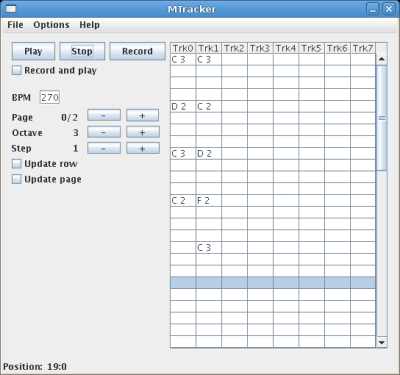 MTracker
File Options Help
Play Stop Record
Record and play
BPM 270
Page 0/2 - +
Octave 3 - +
Step 1 - +
Update row
Update page
Trk0 Trk1 Trk2 Trk3 Trk4 Trk5 Trk6 Trk7
C 3 C 3
D 2 C 2
C 3 D 2
C 2 F 2
C 3
Position: 19:0